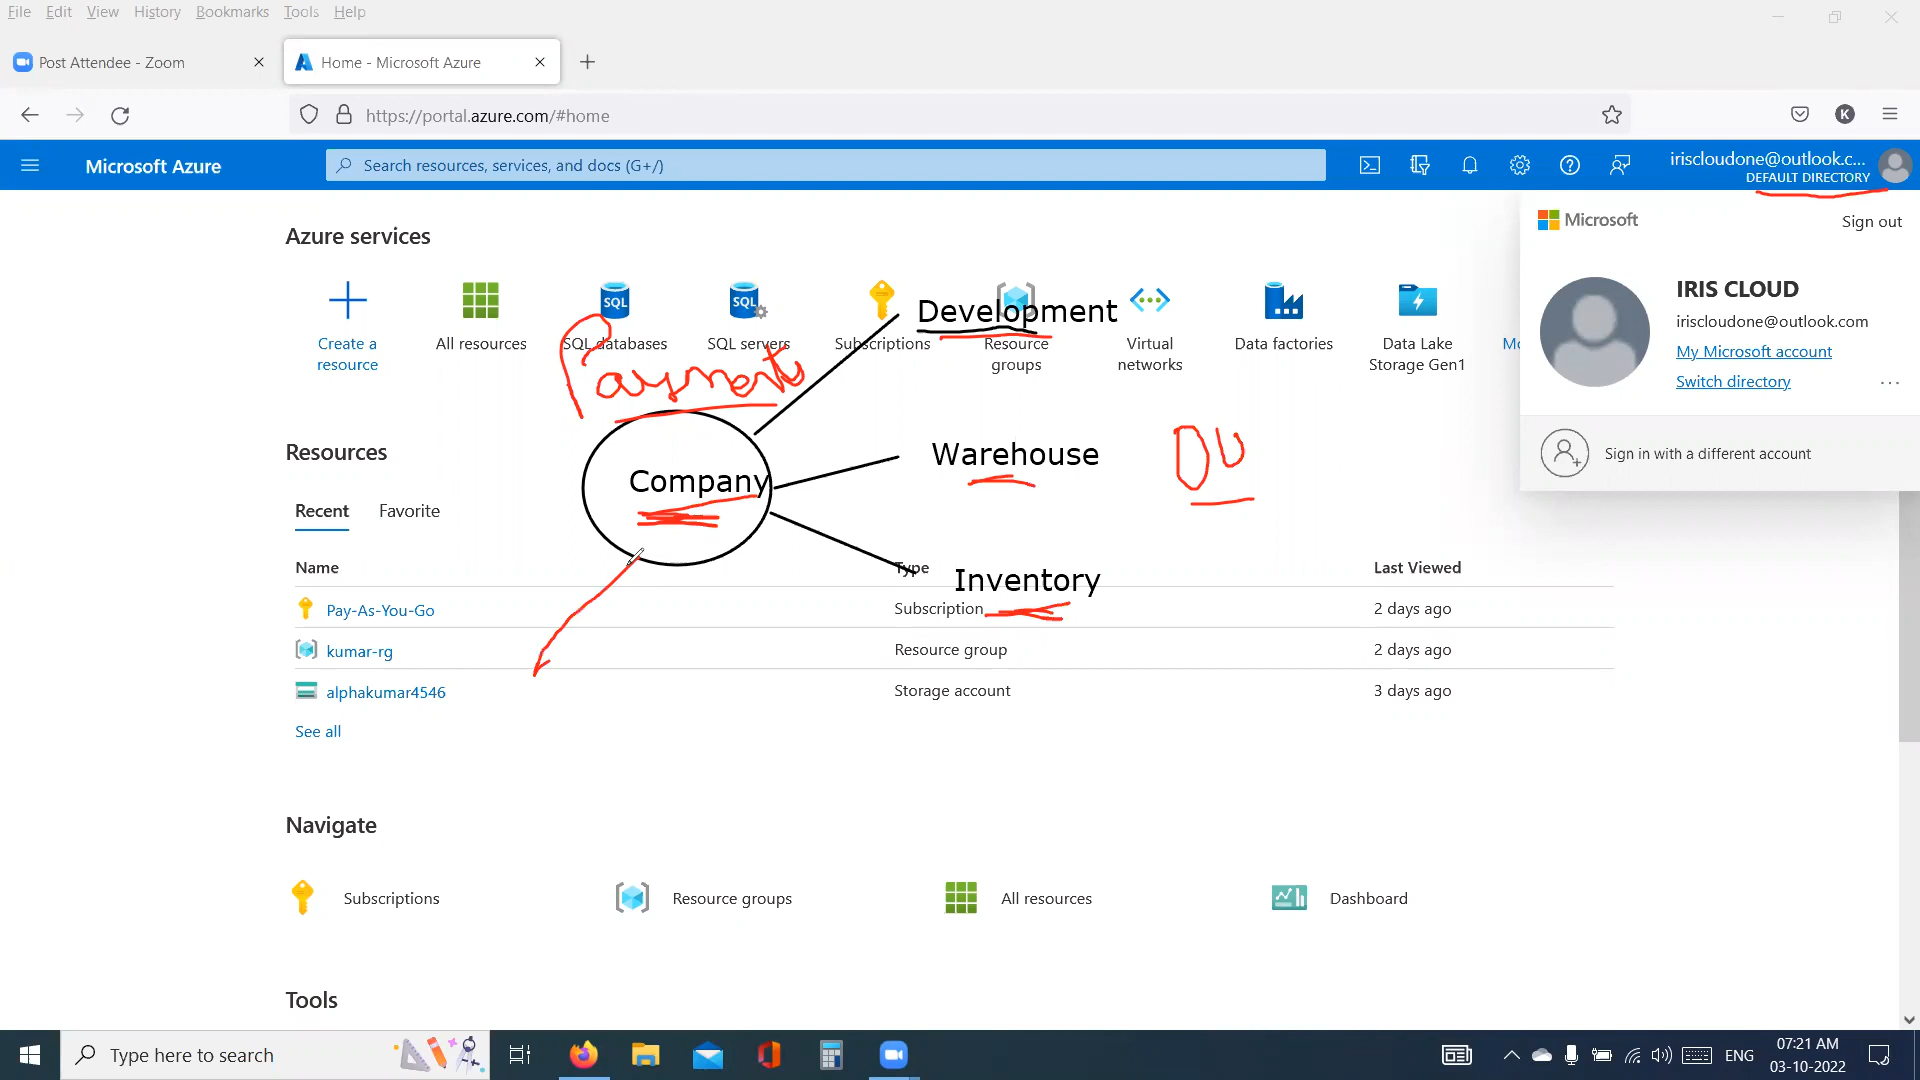 File Edit View History Bookmarks Tools Help
Post Attendee - Zoom
Home - Microsoft Azure
https://portal.azure.com/#home
Microsoft Azure
Search resources, services, and docs (G+/)
iriscloudone@outlook.c...
DEFAULT DIRECTORY
Microsoft
Sign out
IRIS CLOUD
iriscloudone@outlook.com
My Microsoft account
Switch directory
Sign in with a different account
Azure services
Create a resource
All resources
SQL databases
SQL servers
Subscriptions
Resource groups
Virtual networks
Data factories
Data Lake Storage Gen1
Mo
Development
Payments
Company
Warehouse
Inventory
Resources
Recent Favorite
Name Type Last Viewed
Pay-As-You-Go Subscription 2 days ago
kumar-rg Resource group 2 days ago
alphakumar4546 Storage account 3 days ago
See all
Navigate
Subscriptions Resource groups All resources Dashboard
Tools
Type here to search
ENG
07:21 AM
03-10-2022